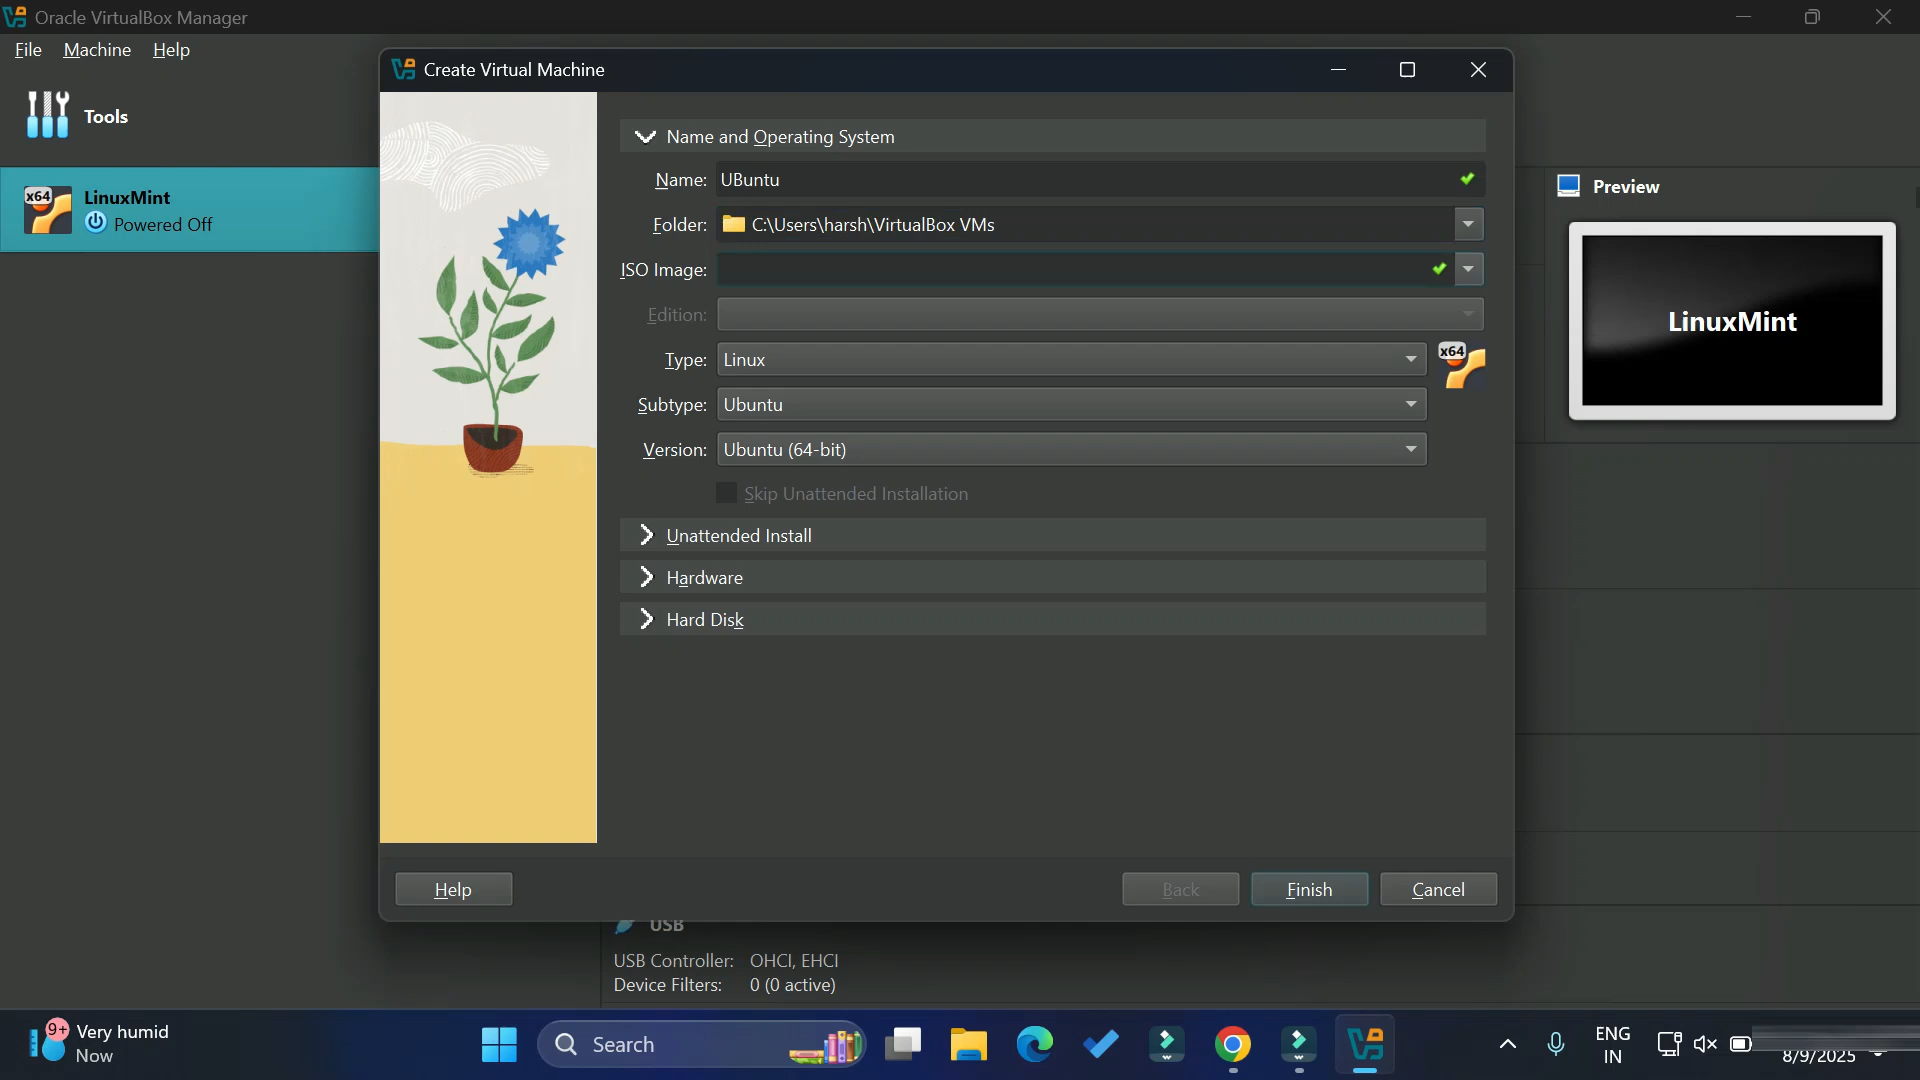 Oracle VirtualBox Manager
File Machine Help
Tools
x64 LinuxMint
Powered Off
Create Virtual Machine
Name and Operating System
Name: UBuntu
Folder: C:\Users\harsh\VirtualBox VMs
ISO Image:
Edition:
Type: Linux
x64
Subtype: Ubuntu
Version: Ubuntu (64-bit)
Skip Unattended Installation
Unattended Install
Hardware
Hard Disk
Help Back Finish Cancel
Preview
LinuxMint
USB
USB Controller: OHCI, EHCI
Device Filters: 0 (0 active)
9+ Very humid
Now
Search
ENG
IN
8/9/2025